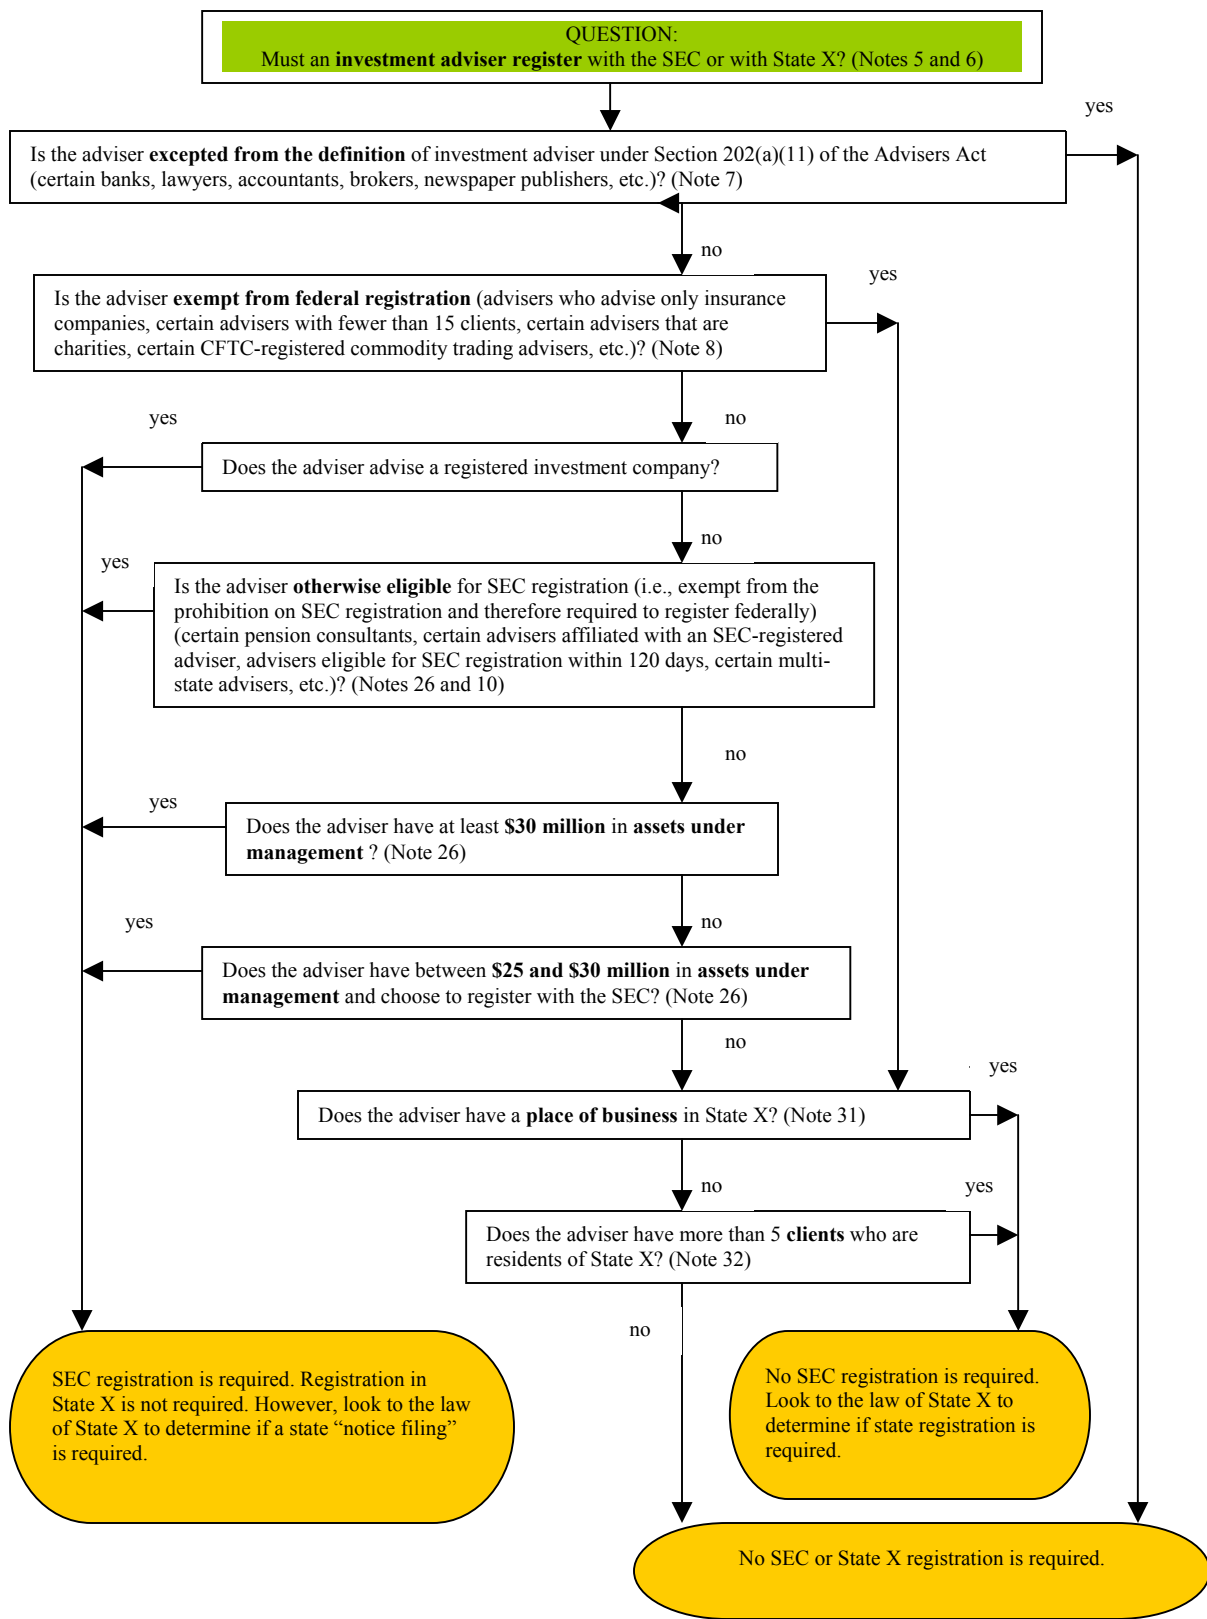 QUESTION:
Must an investment adviser register with the SEC or with State X? (Notes 5 and 6)
yes
Is the adviser excepted from the definition of investment adviser under Section 202(a)(11) of the Advisers Act
(certain banks, lawyers, accountants, brokers, newspaper publishers, etc.)? (Note 7)
no
yes
Is the adviser exempt from federal registration (advisers who advise only insurance
companies, certain advisers with fewer than 15 clients, certain advisers that are
charities, certain CFTC-registered commodity trading advisers, etc.)? (Note 8)
yes
no
Does the adviser advise a registered investment company?
no
yes
Is the adviser otherwise eligible for SEC registration (i.e., exempt from the
prohibition on SEC registration and therefore required to register federally)
(certain pension consultants, certain advisers affiliated with an SEC-registered
adviser, advisers eligible for SEC registration within 120 days, certain multi-
state advisers, etc.)? (Notes 26 and 10)
no
yes
Does the adviser have at least $30 million in assets under
management ? (Note 26)
yes
no
Does the adviser have between $25 and $30 million in assets under
management and choose to register with the SEC? (Note 26)
no
yes
Does the adviser have a place of business in State X? (Note 31)
no
yes
Does the adviser have more than 5 clients who are
residents of State X? (Note 32)
no
SEC registration is required. Registration in
State X is not required. However, look to the law
of State X to determine if a state “notice filing”
is required.
No SEC registration is required.
Look to the law of State X to
determine if state registration is
required.
No SEC or State X registration is required.